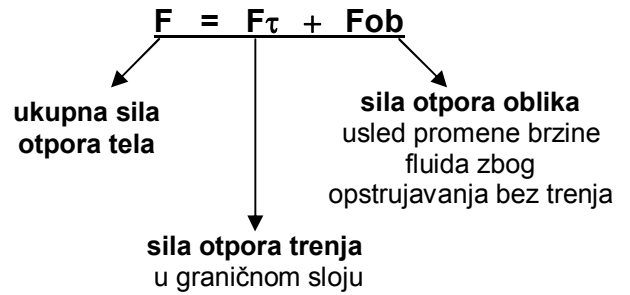 F = Fτ + Fob
ukupna sila
otpora tela
sila otpora oblika
usled promene brzine
fluida zbog
opstrujavanja bez trenja
sila otpora trenja
u graničnom sloju